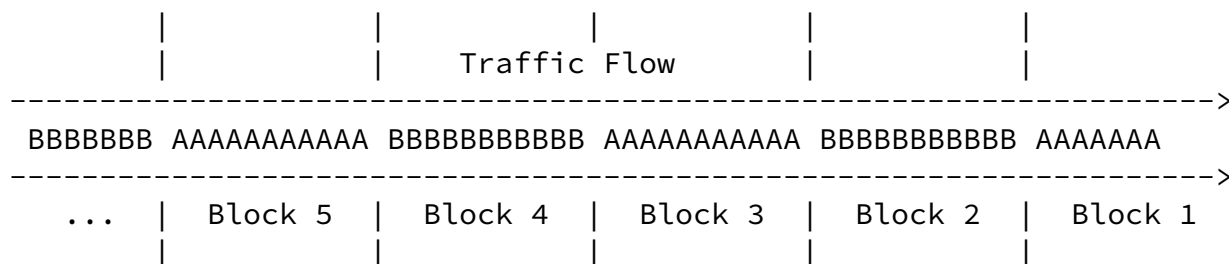 |           |           |           |           |
         |           |    Traffic Flow       |           |
------------------------------------------------------------------->
 BBBBBBB AAAAAAAAAAA BBBBBBBBBBB AAAAAAAAAAA BBBBBBBBBBB AAAAAAA
------------------------------------------------------------------->
   ...   |  Block 5  |  Block 4  |  Block 3  |  Block 2  |  Block 1
         |           |           |           |           |